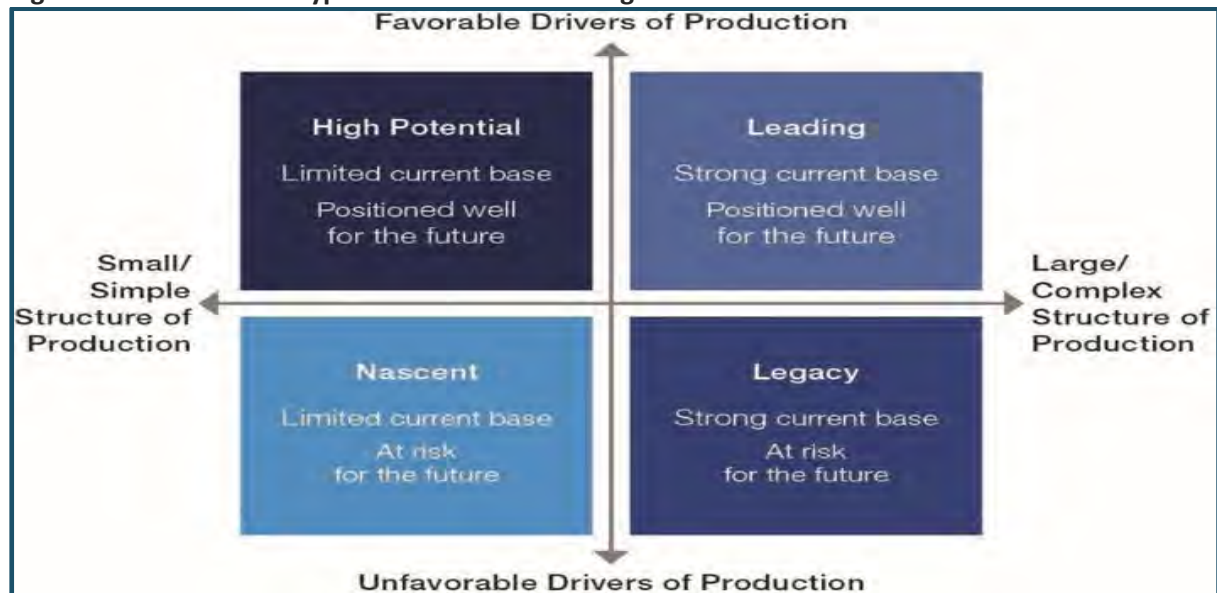 Favorable Drivers of Production
High Potential
Limited current base
Positioned well
for the future
Leading
Strong current base
Positioned well
for the future
Small/
Simple
Structure of
Production
Large/
Complex
Structure of
Production
Nascent
Limited current base
At risk
for the future
Legacy
Strong current base
At risk
for the future
Unfavorable Drivers of Production